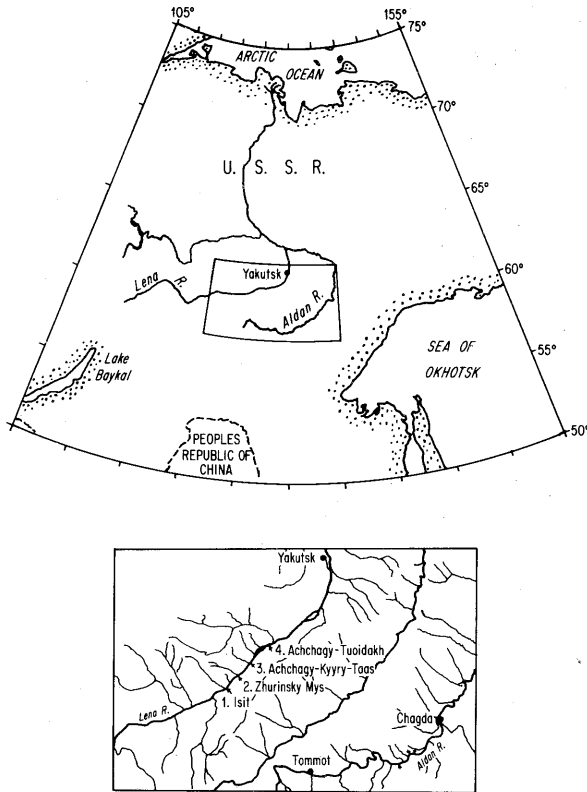 105°
155°
75°
ARCTIC
OCEAN
70°
U. S. S. R.
65°
60°
Lena
R.
Yakutsk
Aldan R.
55°
Lake
Baykal
SEA OF
OKHOTSK
PEOPLES
REPUBLIC OF
CHINA
50°
Yakutsk
4. Achchagy-Tuoidakh
3. Achchagy-Kyyry-Taas
2. Zhurinsky Mys
1. Isit
Lena R.
Chagda
Tommot
Aldan R.